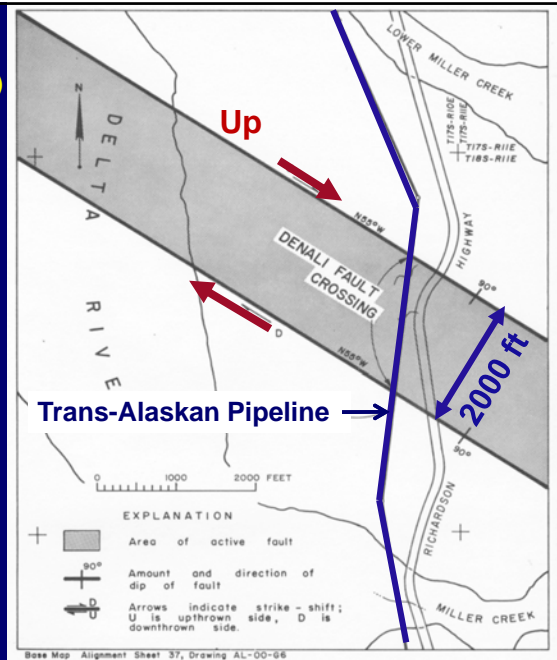 LOWER MILLER CREEK
T17S-R10E
T17S-R11E
T18S-R11E
N
Up
DELTA RIVER
N55°W
DENALI FAULT
CROSSING
HIGHWAY
90°
2000 ft
D
N55°W
Trans-Alaskan Pipeline
90°
0 1000 2000 FEET
RICHARDSON
EXPLANATION
Area of active fault
90°
Amount and direction of
dip of fault
D
U
Arrows indicate strike-shift;
U is upthrown side, D is
downthrown side.
MILLER CREEK
Base Map Alignment Sheet 37, Drawing AL-00-G6